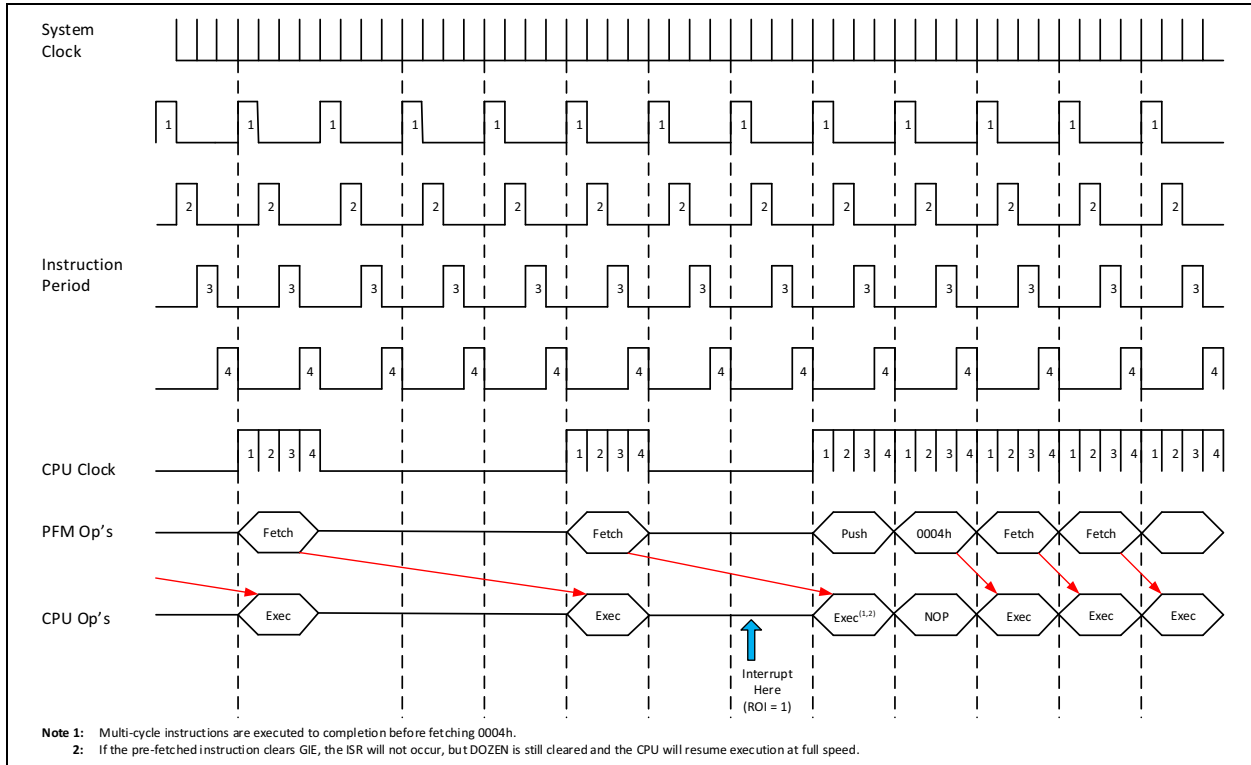 System
Clock
1 1 1 1 1 1 1 1 1 1 1 1 1
2 2 2 2 2 2 2 2 2 2 2 2 2
Instruction
Period
3 3 3 3 3 3 3 3 3 3 3 3 3
4 4 4 4 4 4 4 4 4 4 4 4 4
CPU Clock
1 2 3 4 1 2 3 4 1 2 3 4 1 2 3 4 1 2 3 4 1 2 3 4 1 2 3 4
PFM Op's
Fetch Fetch Push 0004h Fetch Fetch
CPU Op's
Exec Exec Exec(1,2) NOP Exec Exec Exec
Interrupt
Here
(ROI = 1)
Note 1: Multi-cycle instructions are executed to completion before fetching 0004h.
2: If the pre-fetched instruction clears GIE, the ISR will not occur, but DOZEN is still cleared and the CPU will resume execution at full speed.